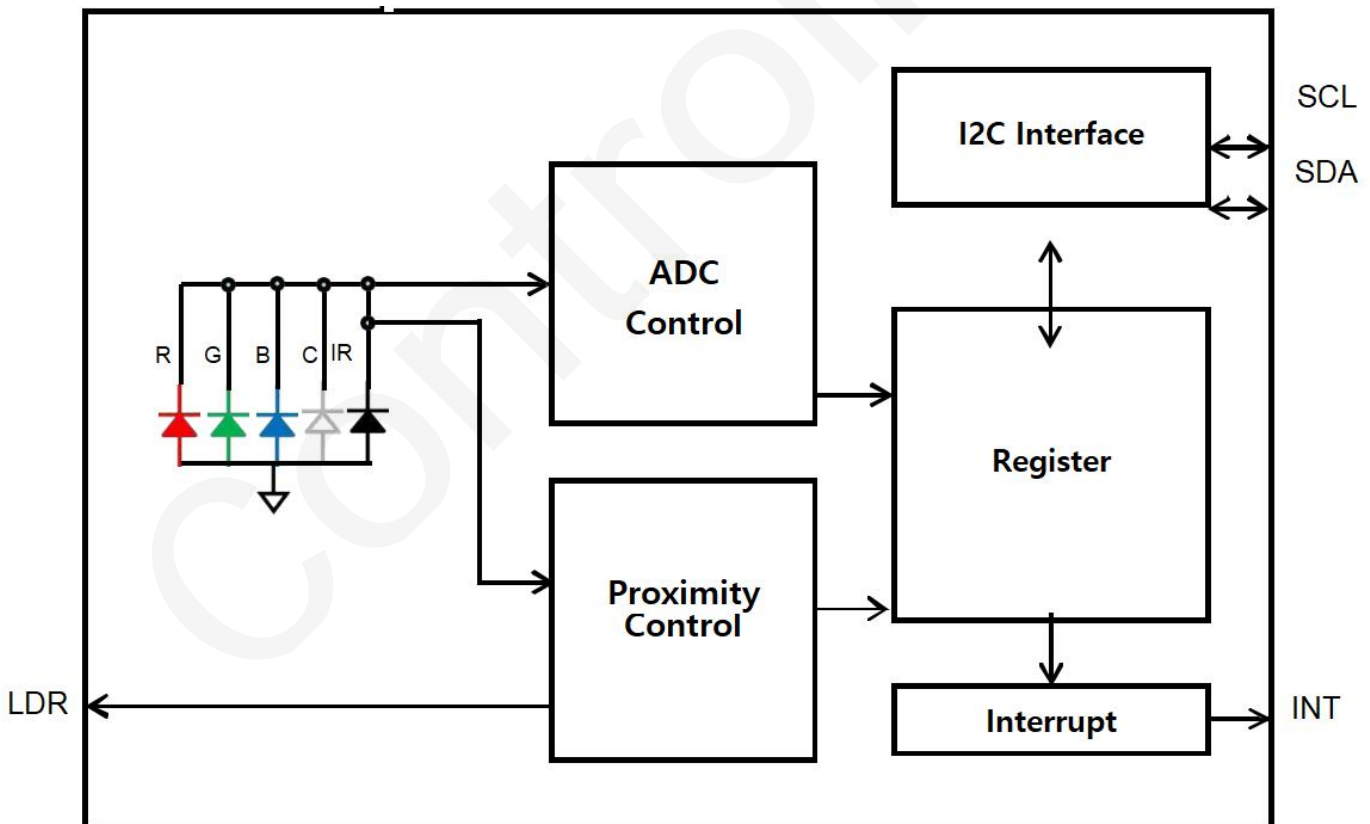 I2C Interface
SCL
SDA
ADC
Control
R G B C IR
Register
Proximity
Control
LDR
Interrupt
INT